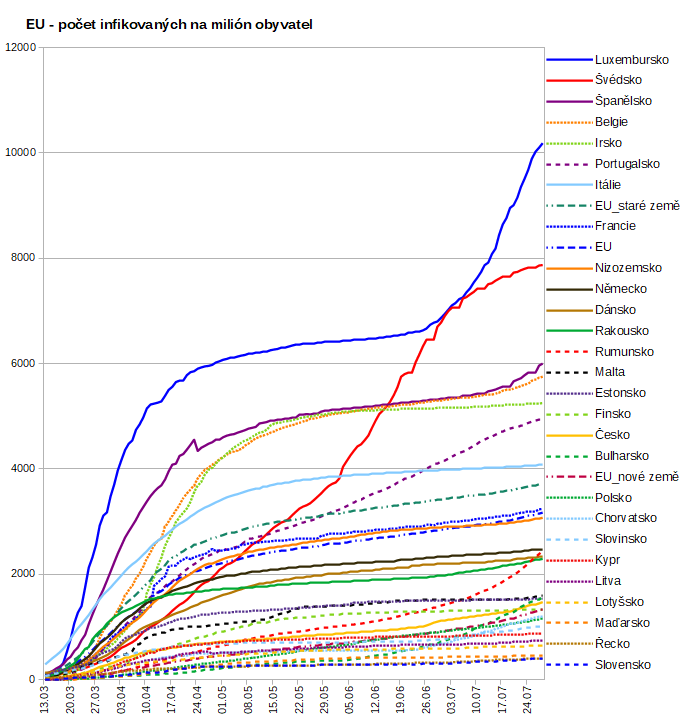 EU - počet infikovaných na milión obyvatel
12000
10000
8000
6000
4000
2000
0
13.03
20.03
27.03
03.04
10.04
17.04
24.04
01.05
08.05
15.05
22.05
29.05
05.06
12.06
19.06
26.06
03.07
10.07
17.07
24.07
Luxembursko
Švédsko
Španělsko
Belgie
Irsko
Portugalsko
Itálie
EU_staré země
Francie
EU
Nizozemsko
Německo
Dánsko
Rakousko
Rumunsko
Malta
Estonsko
Finsko
Česko
Bulharsko
EU_nové země
Polsko
Chorvatsko
Slovinsko
Kypr
Litva
Lotyšsko
Maďarsko
Řecko
Slovensko